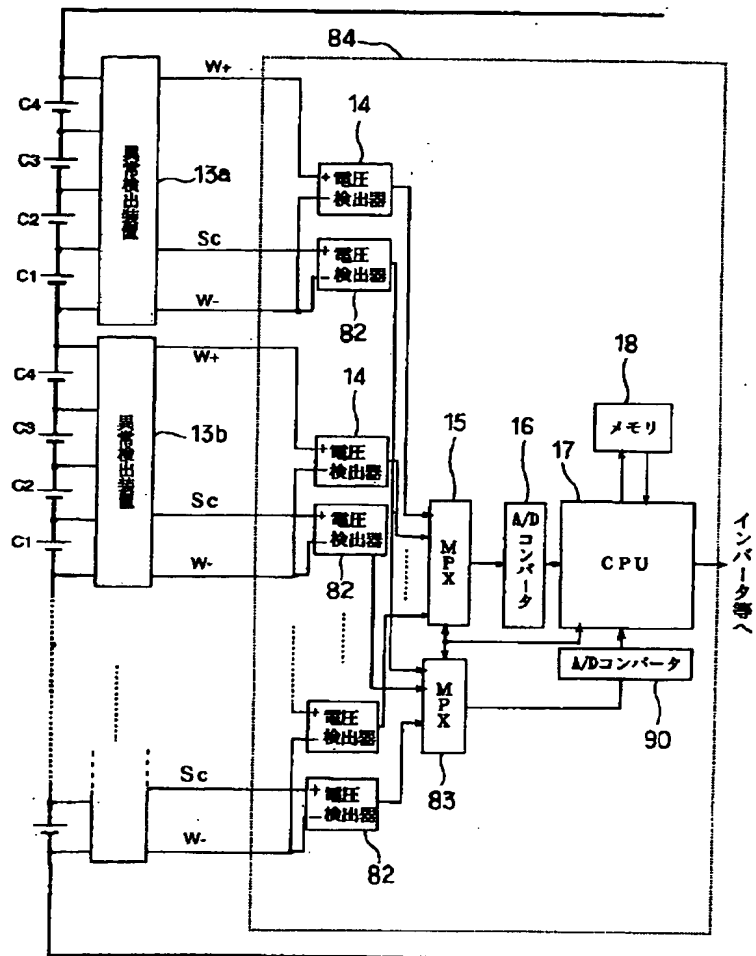 84
W+
14
C4
+ 電圧
- 検出器
C3
異常検出装置
13a
C2
Sc
+ 電圧
- 検出器
C1
W-
82
W+
18
C4
14
メモリ
C3
異常検出装置
13b
15
16
17
+ 電圧
- 検出器
C2
Sc
A/Dコンバータ
MPX
CPU
インバータ等へ
+ 電圧
- 検出器
C1
W-
82
A/Dコンバータ
MPX
90
+ 電圧
- 検出器
83
Sc
+ 電圧
- 検出器
W-
82